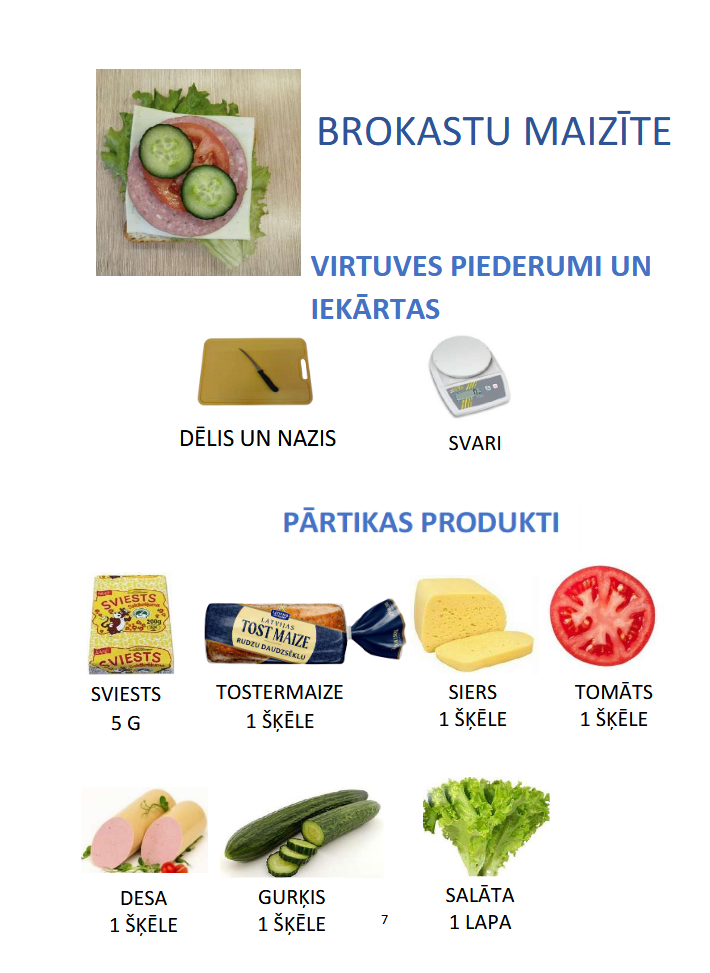 BROKASTU MAIZĪTE
VIRTUVES PIEDERUMI UN
IEKĀRTAS
DĒLIS UN NAZIS
SVARI
PĀRTIKAS PRODUKTI
SVIESTS
200g
SVIESTS
LATVIJAS
TOST MAIZE
RUDZU DAUDZSĒKLU
SVIESTS
5 G
TOSTERMAIZE
1 ŠĶĒLE
SIERS
1 ŠĶĒLE
TOMĀTS
1 ŠĶĒLE
DESA
1 ŠĶĒLE
GURĶIS
1 ŠĶĒLE
SALĀTA
1 LAPA
7